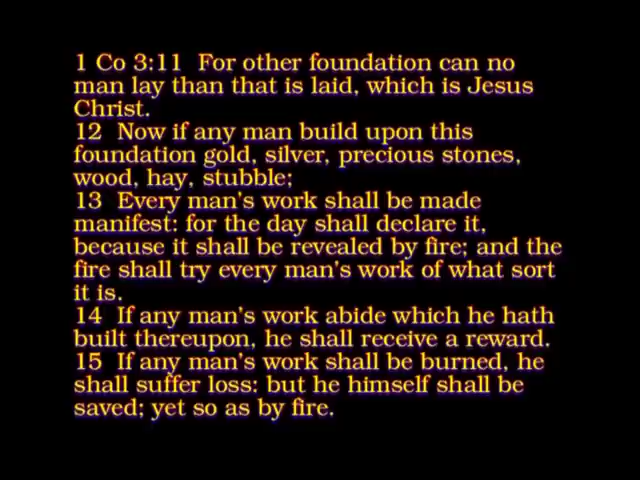 1 Co 3:11  For other foundation can no
man lay than that is laid, which is Jesus
Christ.
12  Now if any man build upon this
foundation gold, silver, precious stones,
wood, hay, stubble;
13  Every man's work shall be made
manifest: for the day shall declare it,
because it shall be revealed by fire; and the
fire shall try every man's work of what sort
it is.
14  If any man's work abide which he hath
built thereupon, he shall receive a reward.
15  If any man's work shall be burned, he
shall suffer loss: but he himself shall be
saved; yet so as by fire.